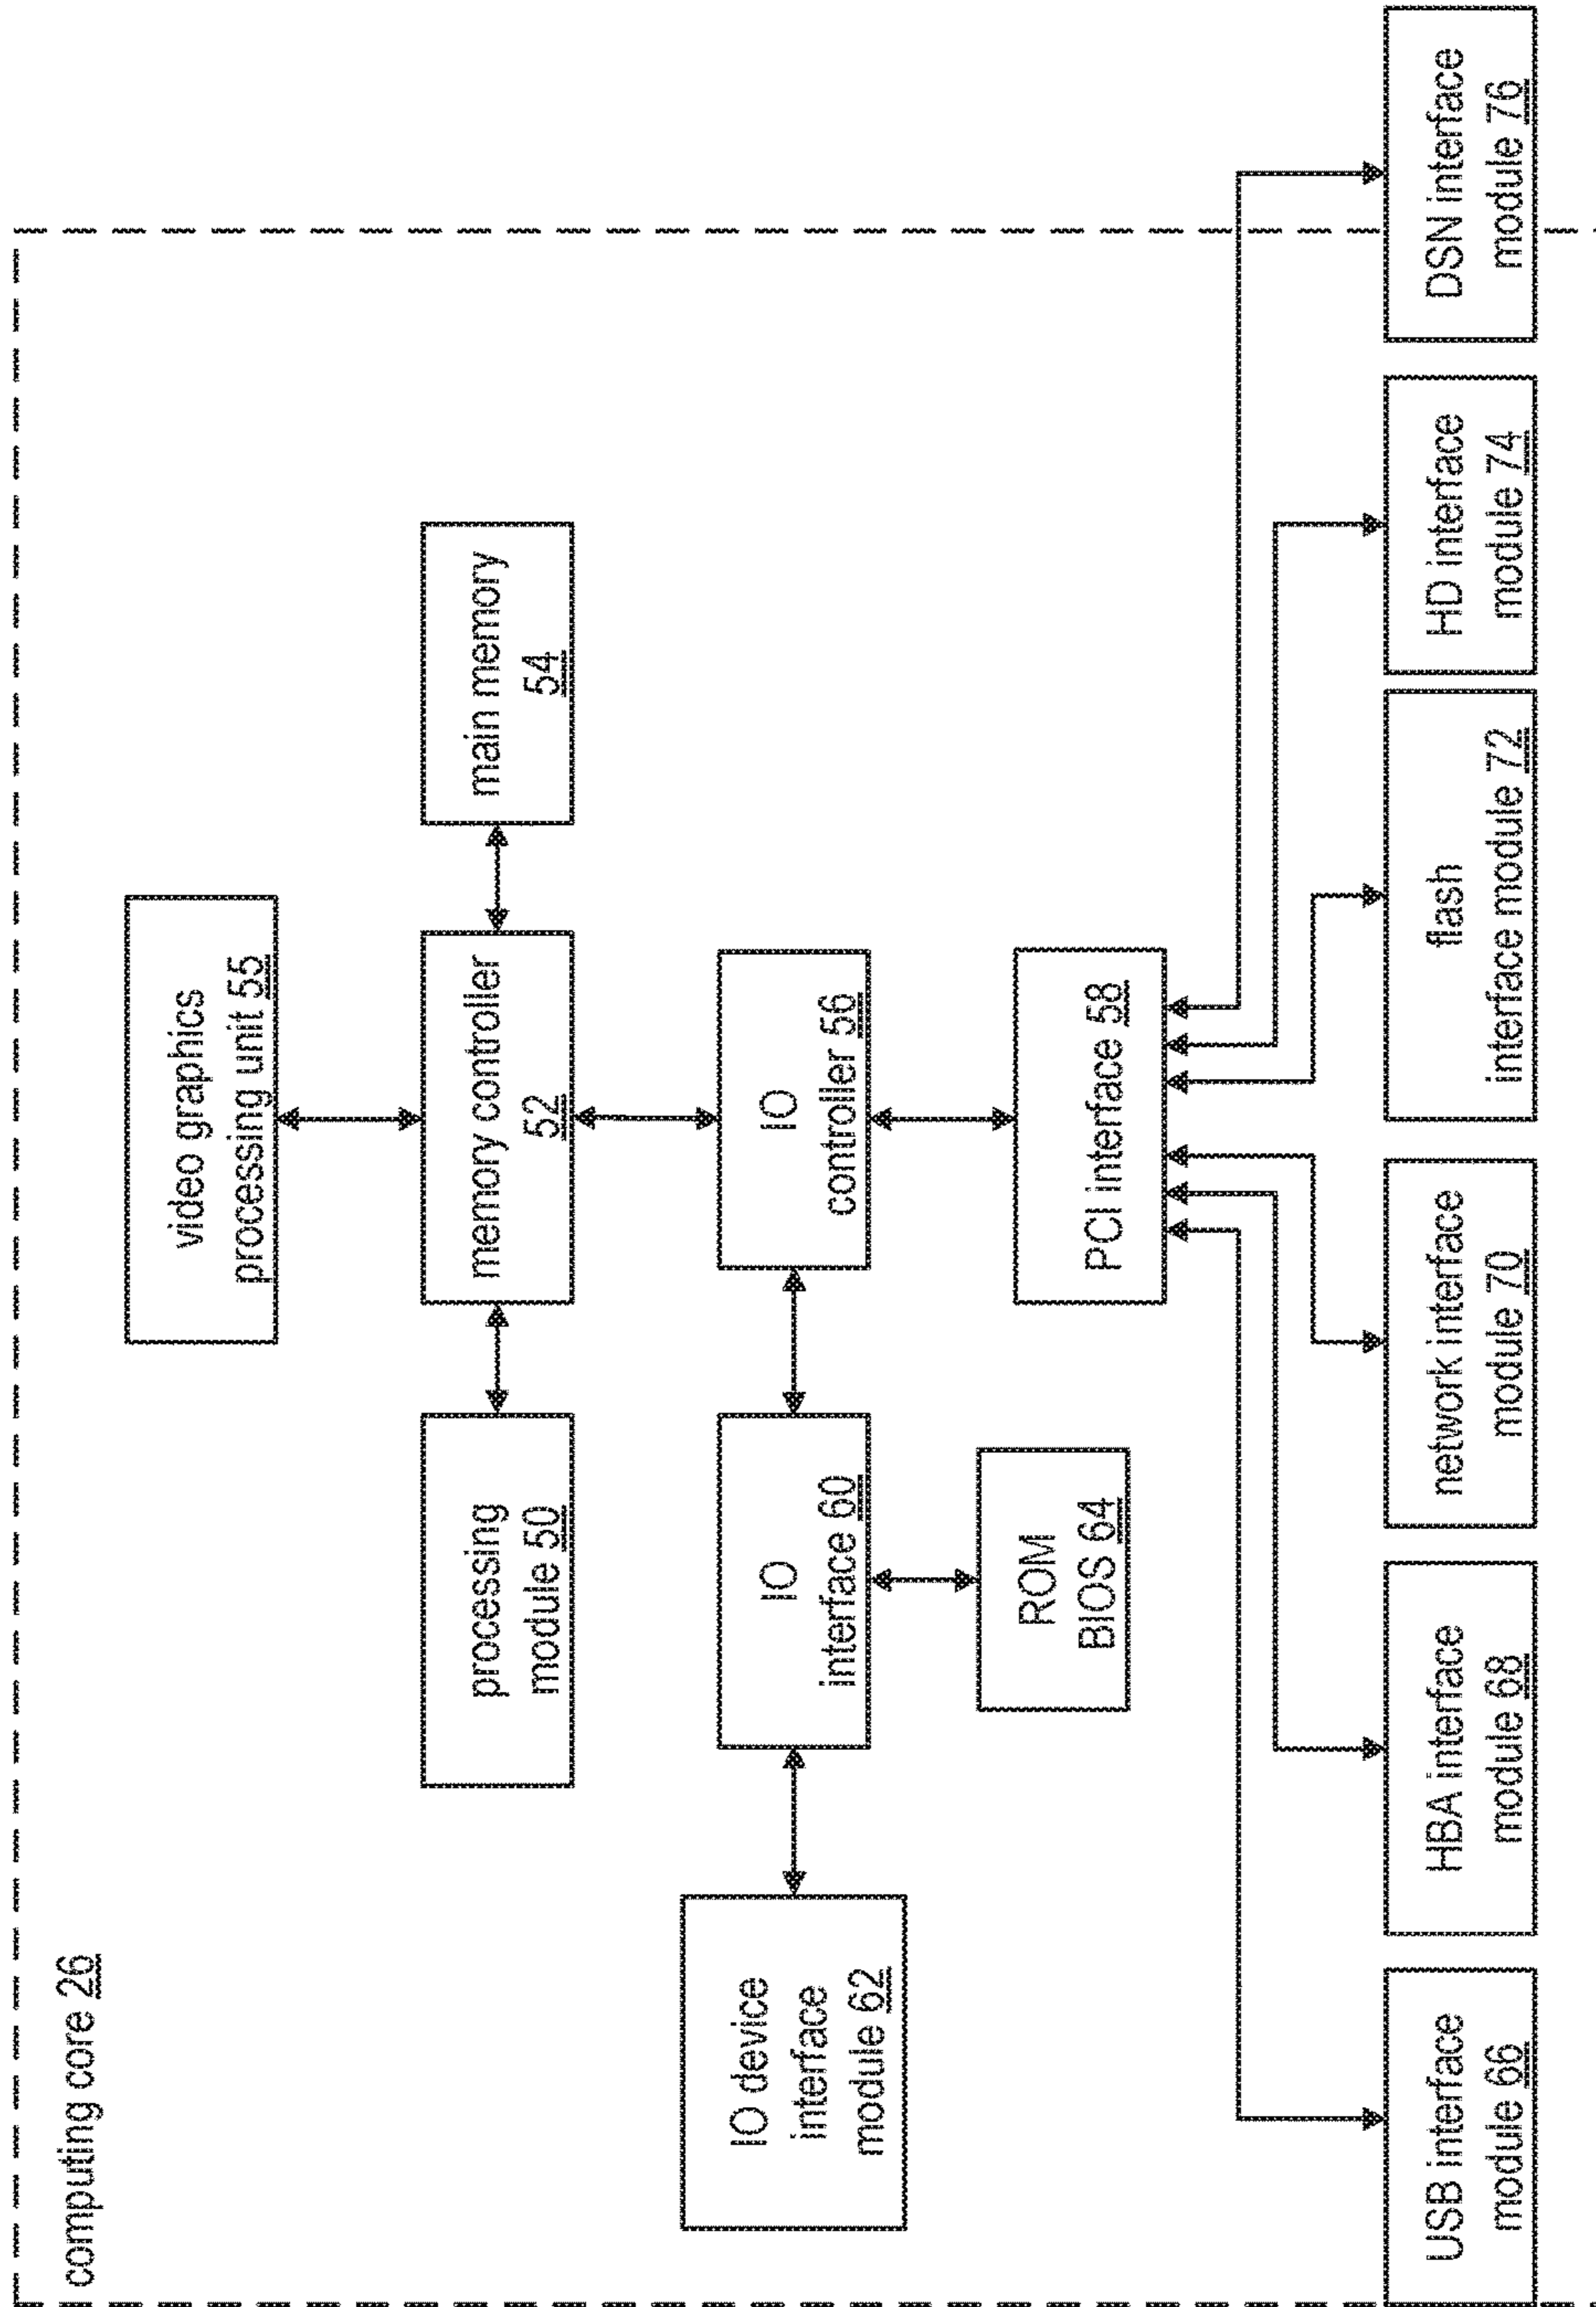 computing core 26
video graphics
processing unit 55
processing
module 50
memory controller
52
main memory
54
IO device
interface
module 62
IO
interface 60
IO
controller 56
ROM
BIOS 64
PCI interface 58
USB interface
module 66
HBA interface
module 68
network interface
module 70
flash
interface module 72
HD interface
module 74
DSN interface
module 76